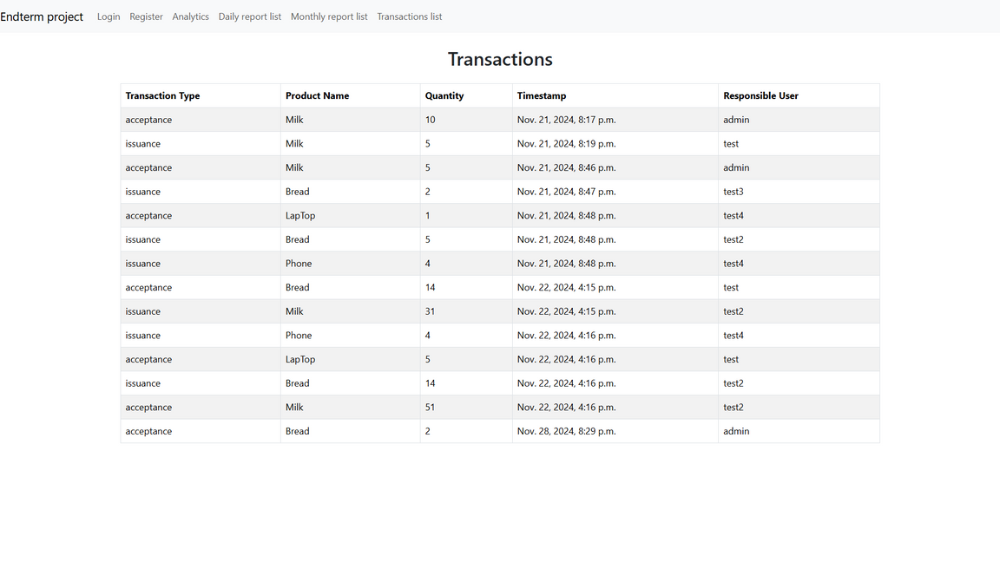 Endterm project Login Register Analytics Daily report list Monthly report list Transactions list
Transactions
Transaction Type Product Name Quantity Timestamp Responsible User
acceptance Milk 10 Nov. 21, 2024, 8:17 p.m. admin
issuance Milk 5 Nov. 21, 2024, 8:19 p.m. test
acceptance Milk 5 Nov. 21, 2024, 8:46 p.m. admin
issuance Bread 2 Nov. 21, 2024, 8:47 p.m. test3
acceptance LapTop 1 Nov. 21, 2024, 8:48 p.m. test4
issuance Bread 5 Nov. 21, 2024, 8:48 p.m. test2
issuance Phone 4 Nov. 21, 2024, 8:48 p.m. test4
acceptance Bread 14 Nov. 22, 2024, 4:15 p.m. test
issuance Milk 31 Nov. 22, 2024, 4:15 p.m. test2
issuance Phone 4 Nov. 22, 2024, 4:16 p.m. test4
acceptance LapTop 5 Nov. 22, 2024, 4:16 p.m. test
issuance Bread 14 Nov. 22, 2024, 4:16 p.m. test2
acceptance Milk 51 Nov. 22, 2024, 4:16 p.m. test2
acceptance Bread 2 Nov. 28, 2024, 8:29 p.m. admin